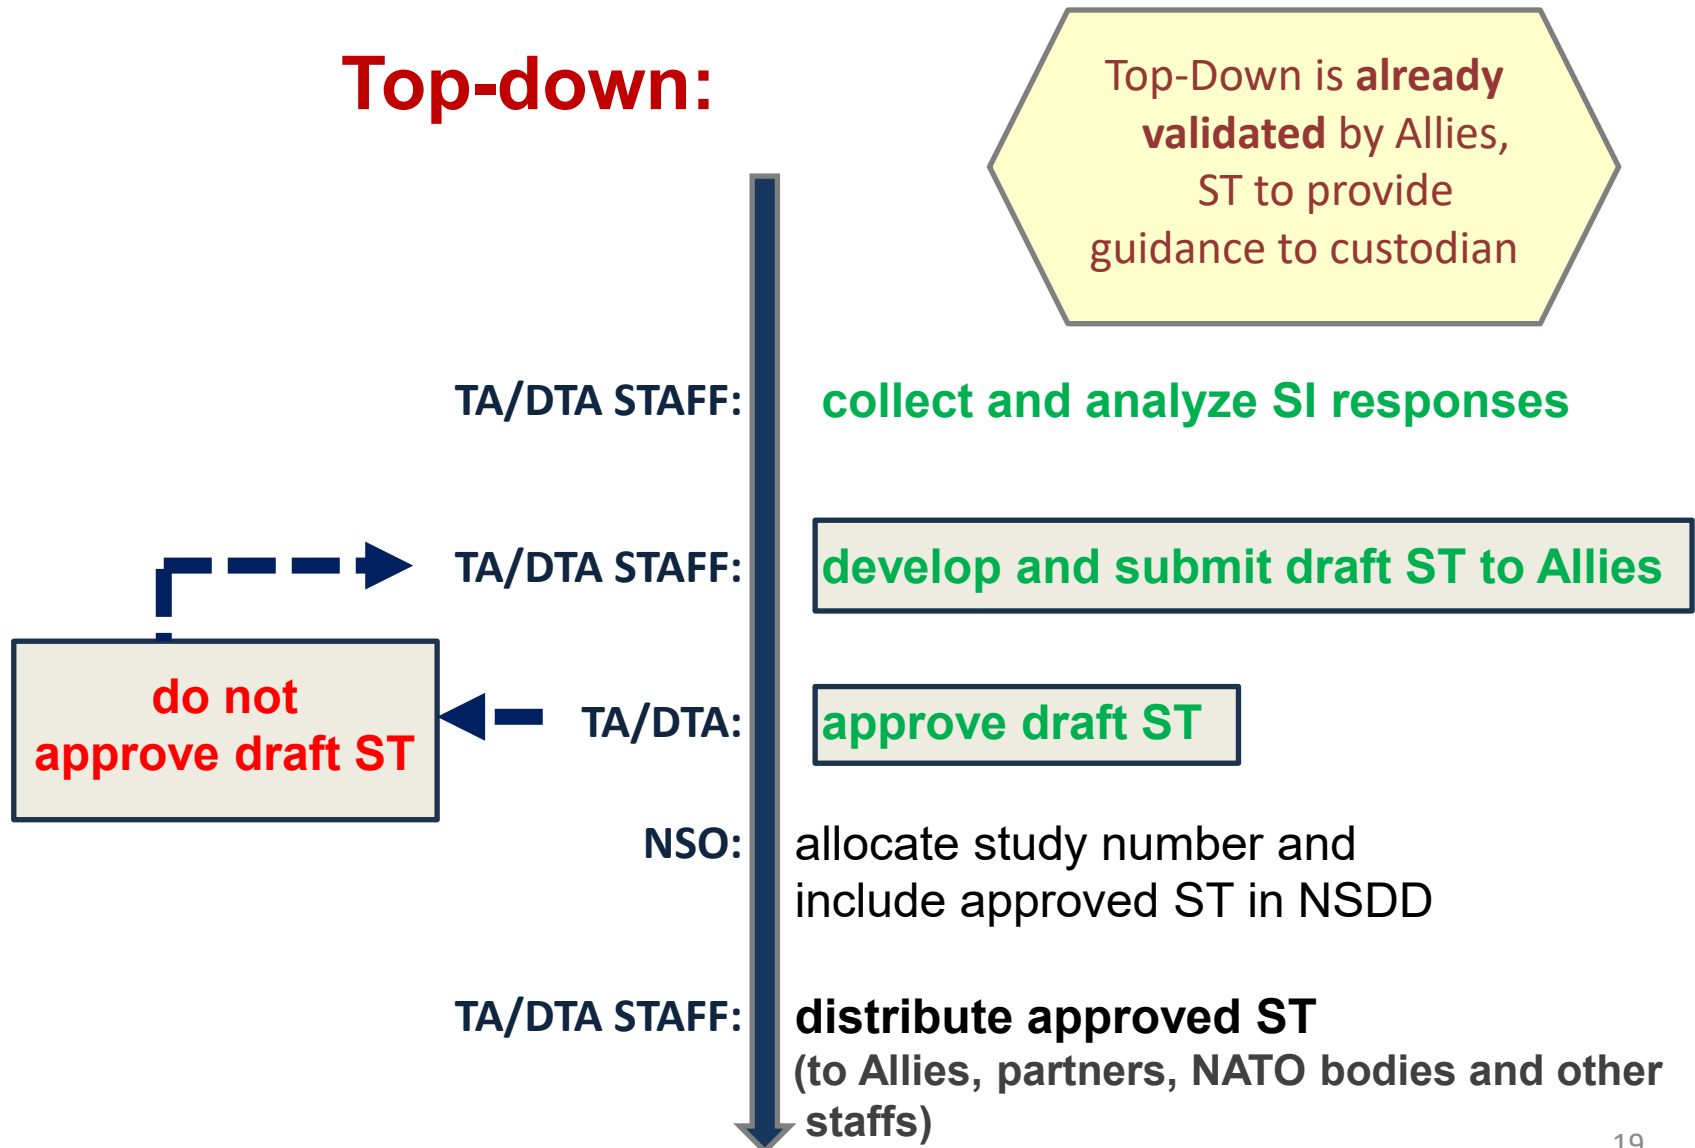 Top-down:
Top-Down is already
validated by Allies,
ST to provide
guidance to custodian
TA/DTA STAFF: collect and analyze SI responses
TA/DTA STAFF: develop and submit draft ST to Allies
do not
approve draft ST
TA/DTA: approve draft ST
NSO: allocate study number and
include approved ST in NSDD
TA/DTA STAFF: distribute approved ST
(to Allies, partners, NATO bodies and other
staffs)
19